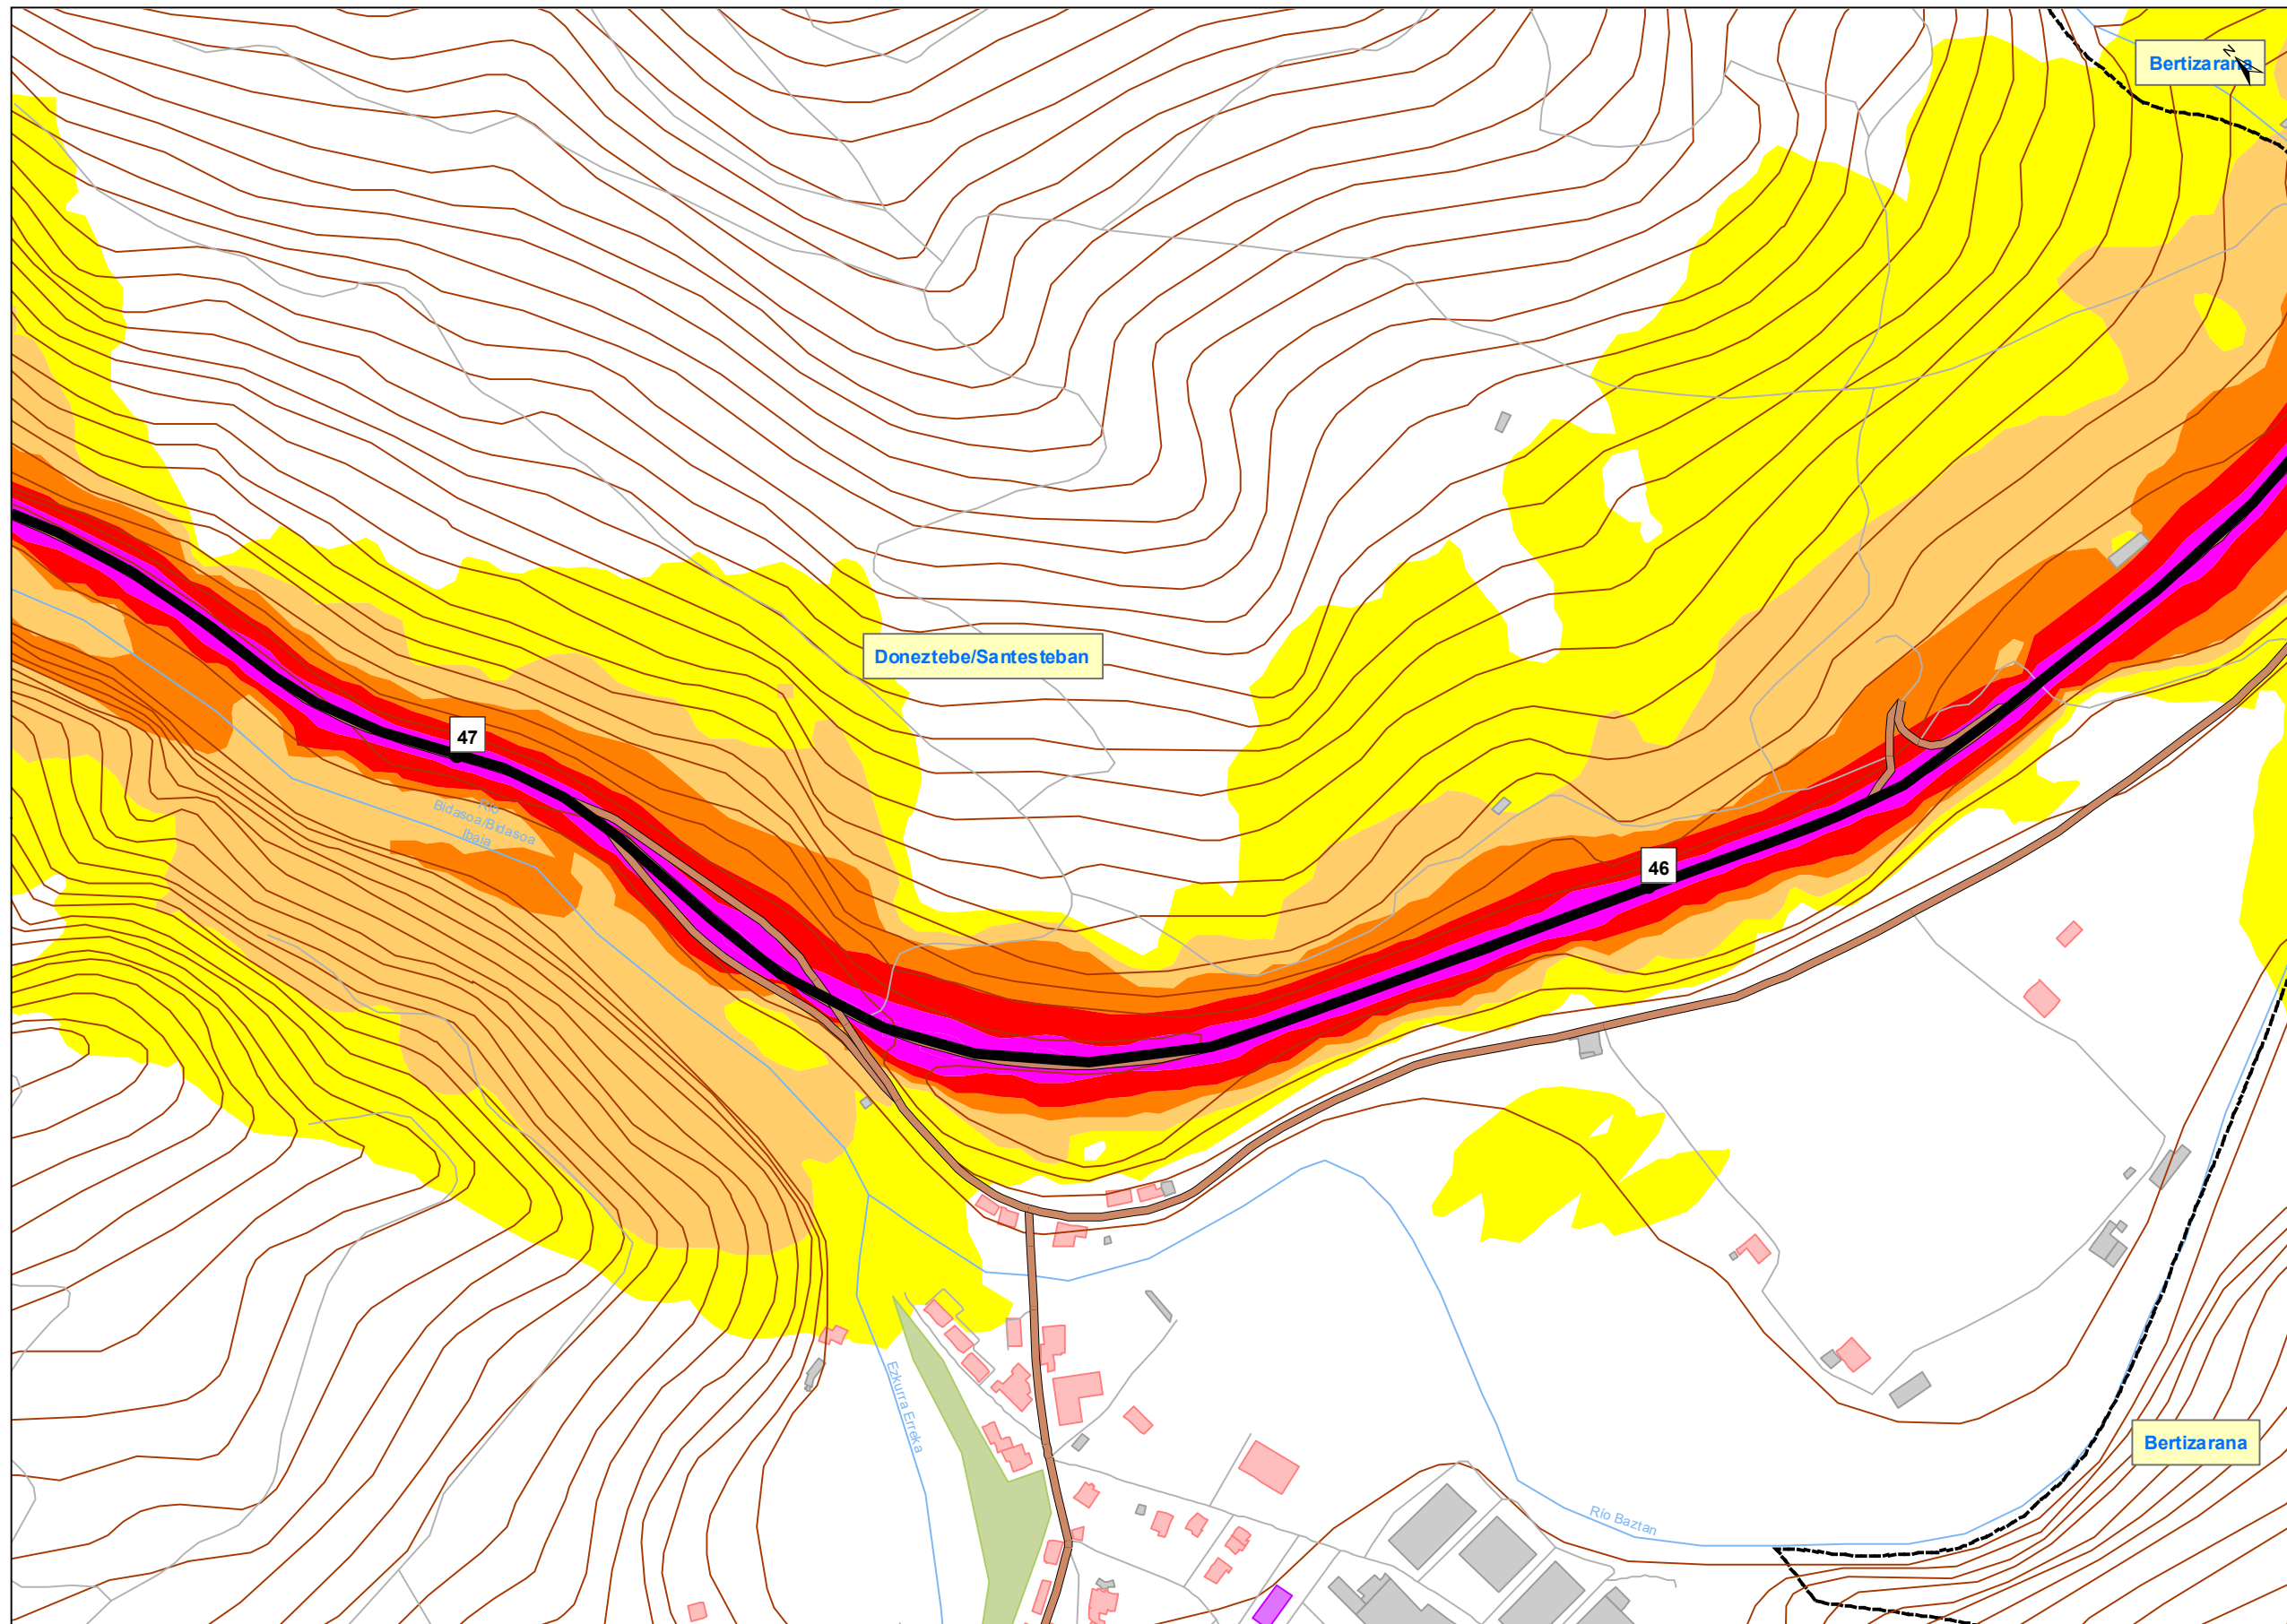 Bertizarana
N
Doneztebe/Santesteban
47
Río
Bidasoa/Bidasoa
Ibaia
46
Ezkurra Erreka
Bertizarana
Río Baztan